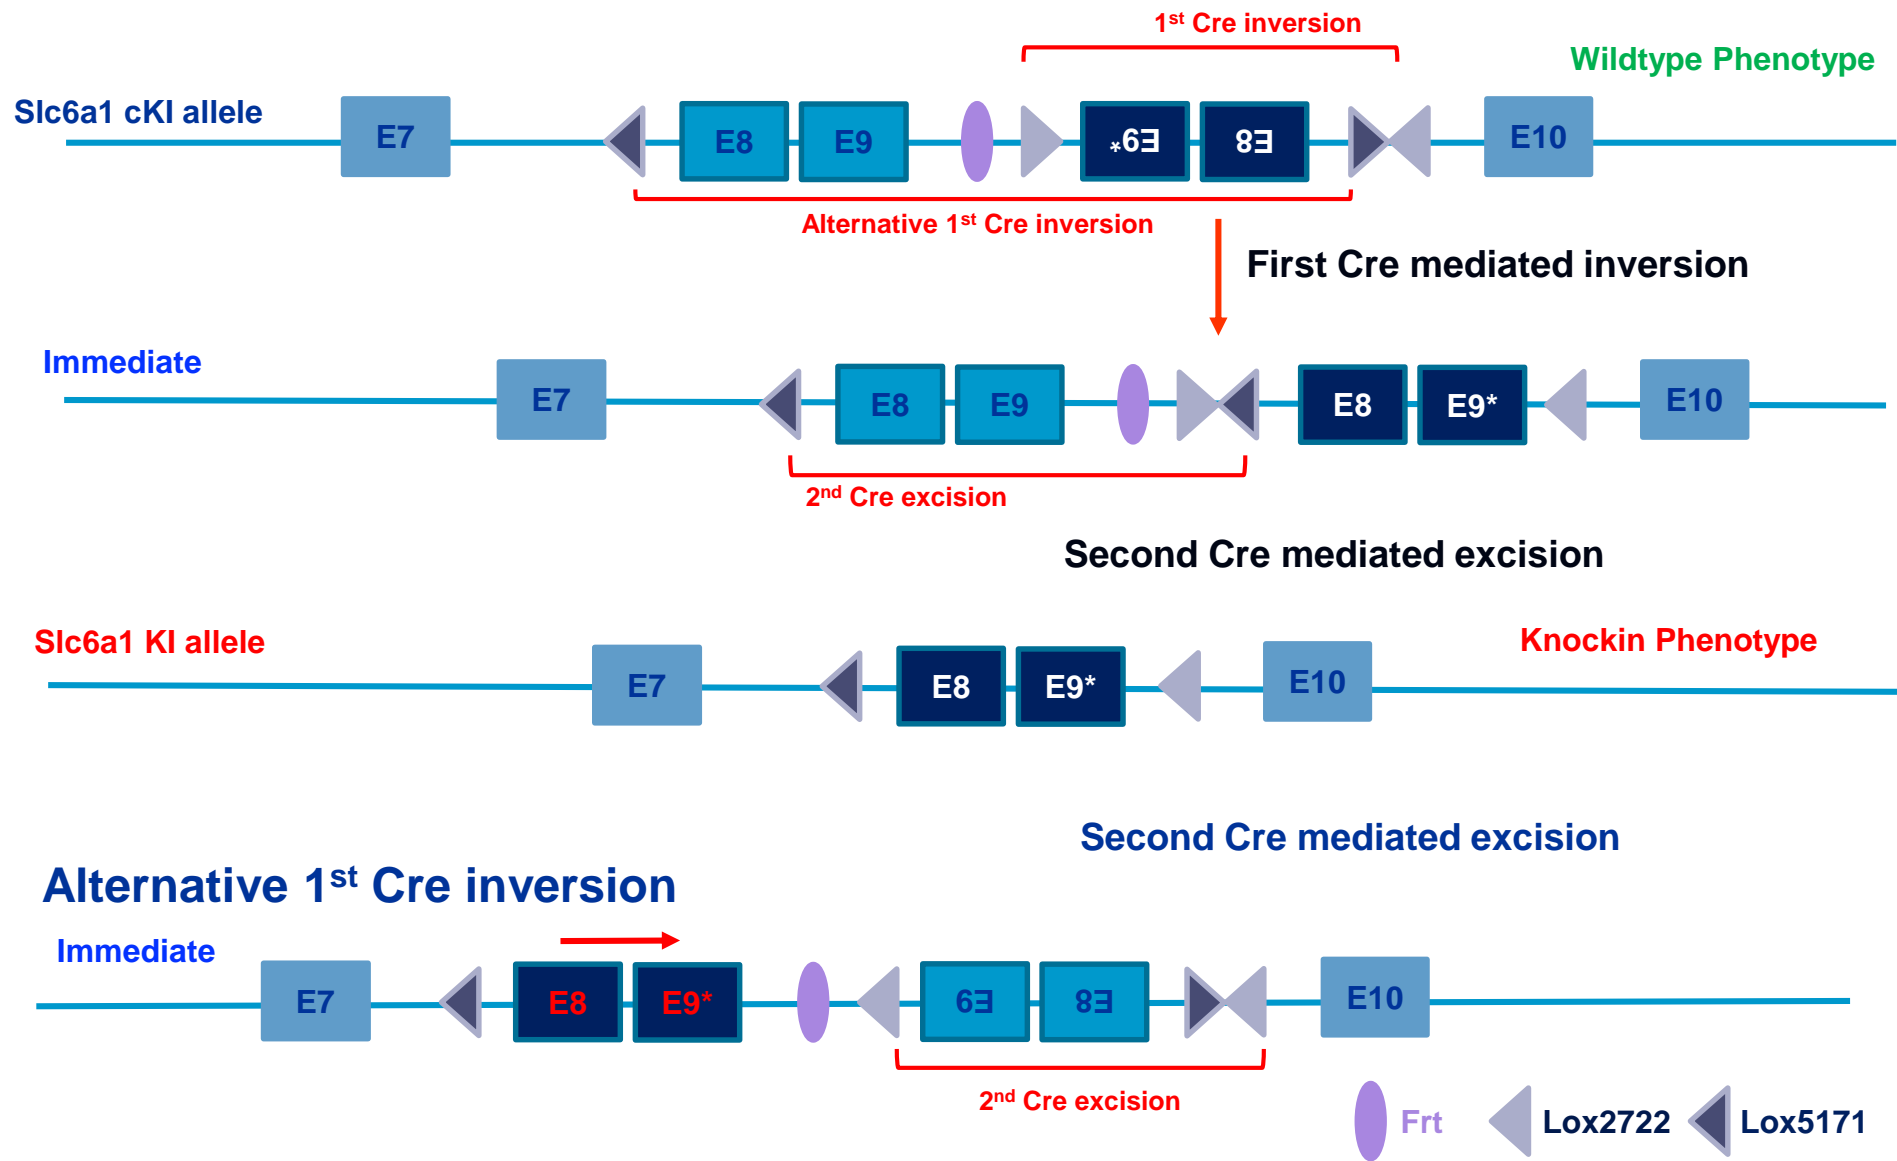 1st Cre inversion
Wildtype Phenotype
Slc6a1 cKI allele
E7 E8 E9 E9* E8 E10
Alternative 1st Cre inversion
First Cre mediated inversion
Immediate
E7 E8 E9 E8 E9* E10
2nd Cre excision
Second Cre mediated excision
Slc6a1 KI allele
Knockin Phenotype
E7 E8 E9* E10
Second Cre mediated excision
Alternative 1st Cre inversion
Immediate
E7 E8 E9* E9 E8 E10
2nd Cre excision
Frt Lox2722 Lox5171